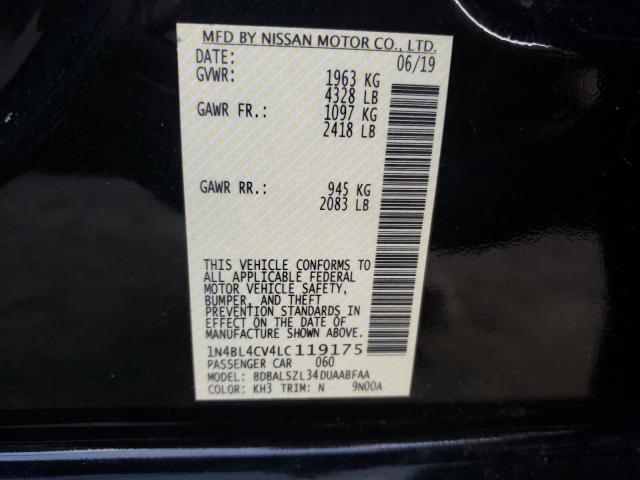 MFD BY NISSAN MOTOR CO., LTD.
DATE: 06/19
GVWR: 1963 KG
4328 LB
GAWR FR.: 1097 KG
2418 LB
GAWR RR.: 945 KG
2083 LB
THIS VEHICLE CONFORMS TO
ALL APPLICABLE FEDERAL
MOTOR VEHICLE SAFETY,
BUMPER, AND THEFT
PREVENTION STANDARDS IN
EFFECT ON THE DATE OF
MANUFACTURE SHOWN ABOVE.
1N4BL4CV4LC119175
PASSENGER CAR 060
MODEL: BDBALSZL34DUAABFAA
COLOR: KH3 TRIM: N 9N00A